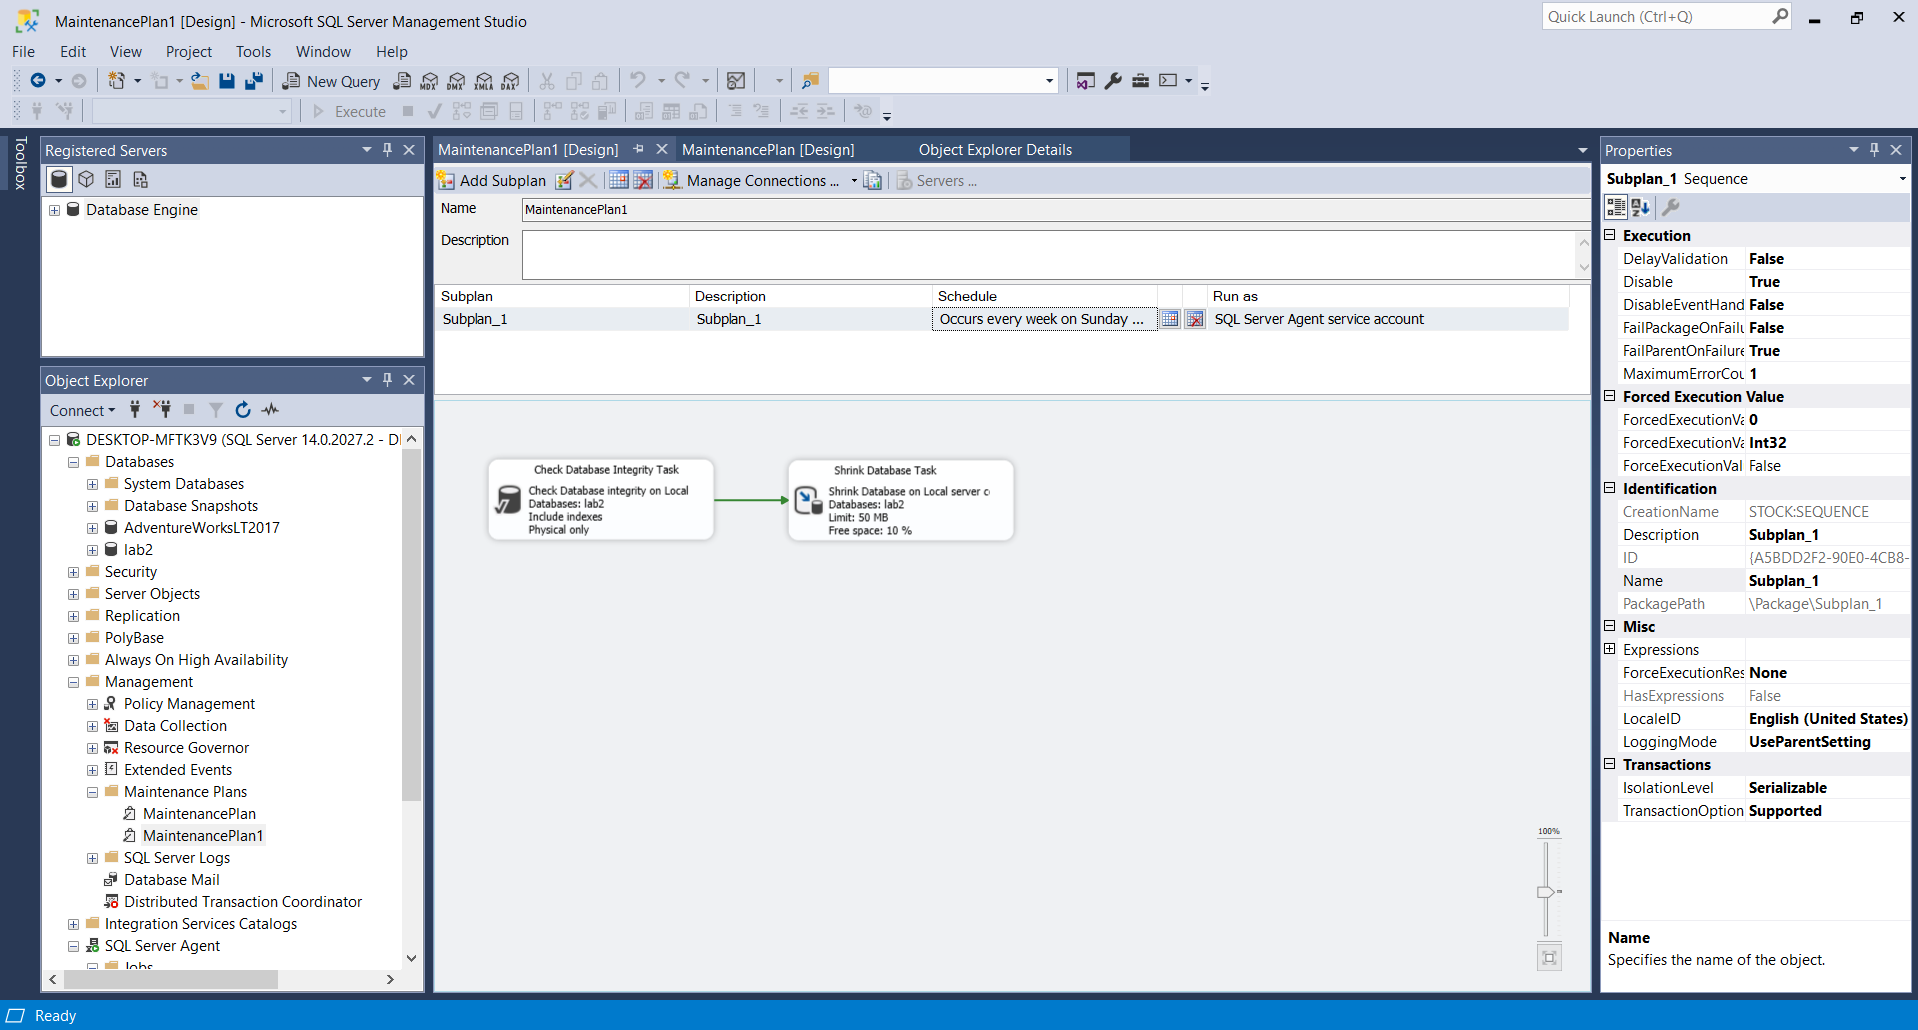 MaintenancePlan1 [Design] - Microsoft SQL Server Management Studio
Quick Launch (Ctrl+Q)
File Edit View Project Tools Window Help
New Query MDX DMX XMLA DAX
Execute
Toolbox
Registered Servers
Database Engine
Object Explorer
Connect
DESKTOP-MFTK3V9 (SQL Server 14.0.2027.2 - DI
Databases
System Databases
Database Snapshots
AdventureWorksLT2017
lab2
Security
Server Objects
Replication
PolyBase
Always On High Availability
Management
Policy Management
Data Collection
Resource Governor
Extended Events
Maintenance Plans
MaintenancePlan
MaintenancePlan1
SQL Server Logs
Database Mail
Distributed Transaction Coordinator
Integration Services Catalogs
SQL Server Agent
Jobs
MaintenancePlan1 [Design] MaintenancePlan [Design] Object Explorer Details
Add Subplan Manage Connections ... Servers ...
Name MaintenancePlan1
Description
Subplan Description Schedule Run as
Subplan_1 Subplan_1 Occurs every week on Sunday ... SQL Server Agent service account
Check Database Integrity Task
Check Database integrity on Local
Databases: lab2
Include indexes
Physical only
Shrink Database Task
Shrink Database on Local server c
Databases: lab2
Limit: 50 MB
Free space: 10 %
100%
Properties
Subplan_1 Sequence
Execution
DelayValidation False
Disable True
DisableEventHand False
FailPackageOnFailu False
FailParentOnFailure True
MaximumErrorCou 1
Forced Execution Value
ForcedExecutionVa 0
ForcedExecutionVa Int32
ForceExecutionVal False
Identification
CreationName STOCK:SEQUENCE
Description Subplan_1
ID {A5BDD2F2-90E0-4CB8-
Name Subplan_1
PackagePath \Package\Subplan_1
Misc
Expressions
ForceExecutionRes None
HasExpressions False
LocaleID English (United States)
LoggingMode UseParentSetting
Transactions
IsolationLevel Serializable
TransactionOption Supported
Name
Specifies the name of the object.
Ready